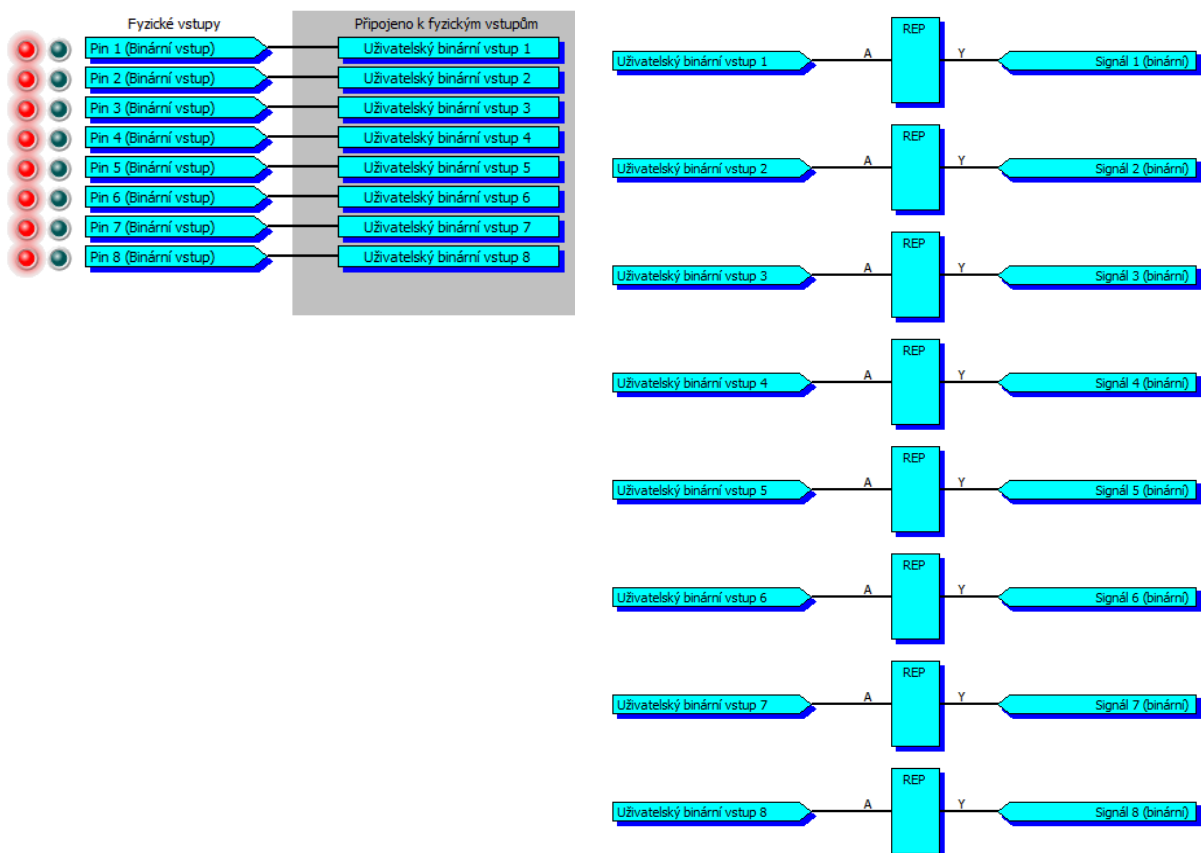 Fyzické vstupy
Připojeno k fyzickým vstupům
Pin 1 (Binární vstup)
Uživatelský binární vstup 1
Pin 2 (Binární vstup)
Uživatelský binární vstup 2
Pin 3 (Binární vstup)
Uživatelský binární vstup 3
Pin 4 (Binární vstup)
Uživatelský binární vstup 4
Pin 5 (Binární vstup)
Uživatelský binární vstup 5
Pin 6 (Binární vstup)
Uživatelský binární vstup 6
Pin 7 (Binární vstup)
Uživatelský binární vstup 7
Pin 8 (Binární vstup)
Uživatelský binární vstup 8
REP
Uživatelský binární vstup 1 A Y Signál 1 (binární)
REP
Uživatelský binární vstup 2 A Y Signál 2 (binární)
REP
Uživatelský binární vstup 3 A Y Signál 3 (binární)
REP
Uživatelský binární vstup 4 A Y Signál 4 (binární)
REP
Uživatelský binární vstup 5 A Y Signál 5 (binární)
REP
Uživatelský binární vstup 6 A Y Signál 6 (binární)
REP
Uživatelský binární vstup 7 A Y Signál 7 (binární)
REP
Uživatelský binární vstup 8 A Y Signál 8 (binární)